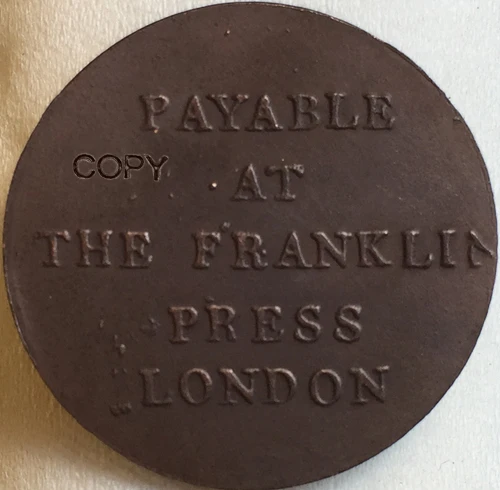 PAYABLE
COPY
AT
THE FRANKLIN
PRESS
LONDON